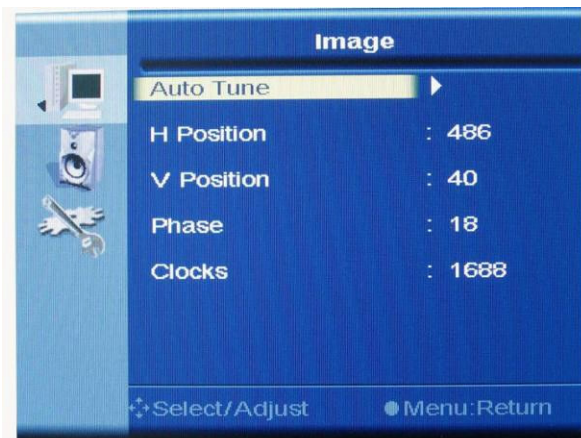 Image
Auto Tune
H Position : 486
V Position : 40
Phase : 18
Clocks : 1688
Select/Adjust Menu:Return